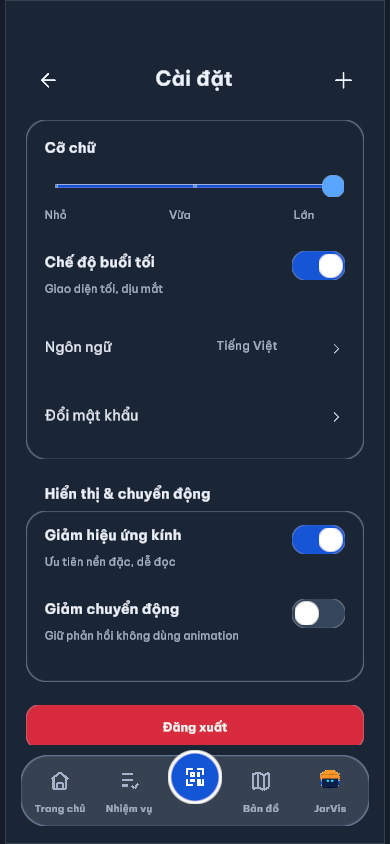 Cài đặt
Cỡ chữ
Nhỏ Vừa Lớn
Chế độ buổi tối
Giao diện tối, dịu mắt
Ngôn ngữ Tiếng Việt
Đổi mật khẩu
Hiển thị & chuyển động
Giảm hiệu ứng kính
Ưu tiên nền đặc, dễ đọc
Giảm chuyển động
Giữ phản hồi không dùng animation
Đăng xuất
Trang chủ Nhiệm vụ Bản đồ JarVis